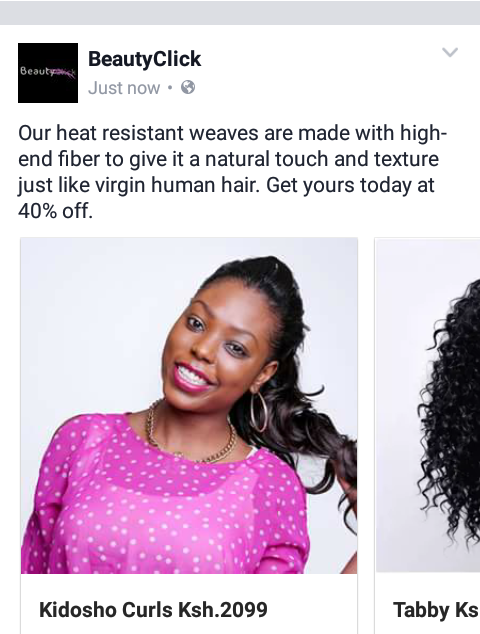 BeautyClick
BeautyClick
Just now
Our heat resistant weaves are made with high-
end fiber to give it a natural touch and texture
just like virgin human hair. Get yours today at
40% off.
Kidosho Curls Ksh.2099
Tabby Ks